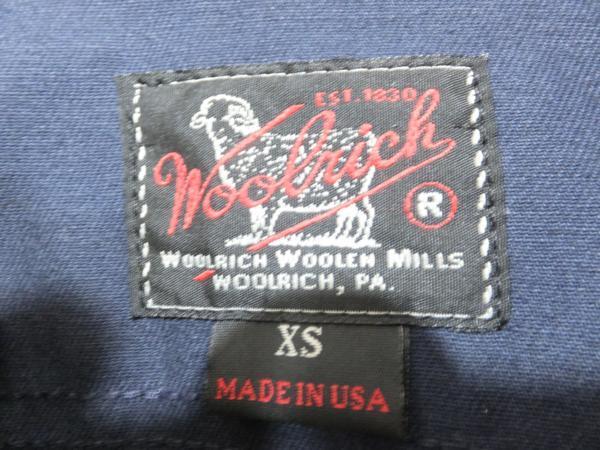 EST. 1830
Woolrich
®
WOOLRICH WOOLEN MILLS
WOOLRICH, PA.
XS
MADE IN USA